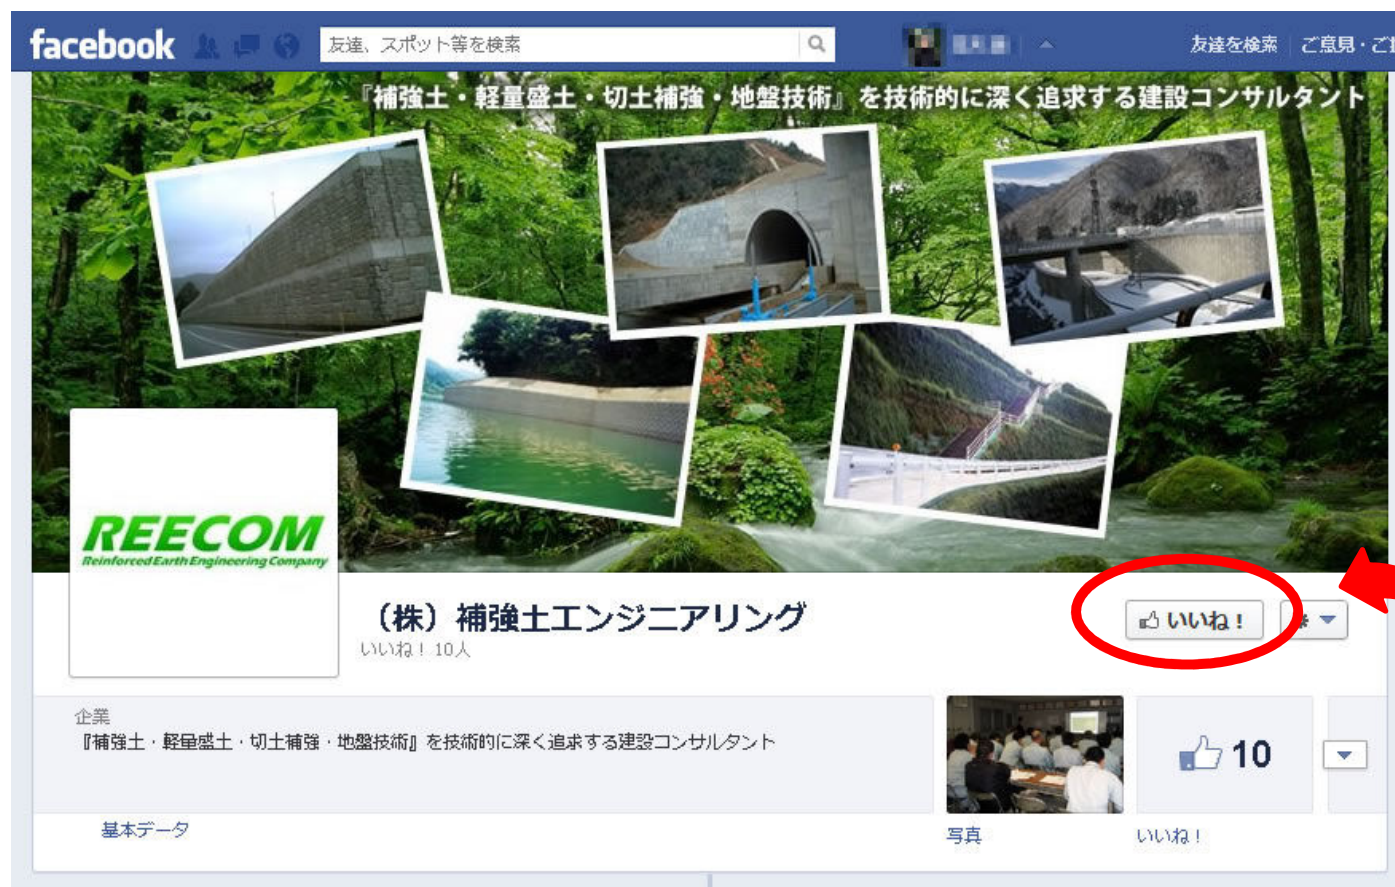 facebook
友達、スポット等を検索
友達を検索
ご意見・ご
『補強土・軽量盛土・切土補強・地盤技術』を技術的に深く追求する建設コンサルタント
REECOM
Reinforced Earth Engineering Company
（株）補強土エンジニアリング
いいね！
いいね！10人
企業
『補強土・軽量盛土・切土補強・地盤技術』を技術的に深く追求する建設コンサルタント
10
基本データ
写真
いいね！